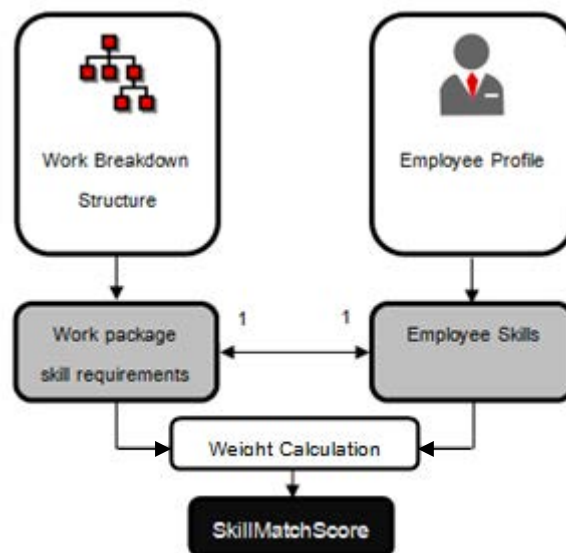 Work Breakdown
Structure
Employee Profile
Work package
skill requirements
1
1
Employee Skills
Weight Calculation
SkillMatchScore